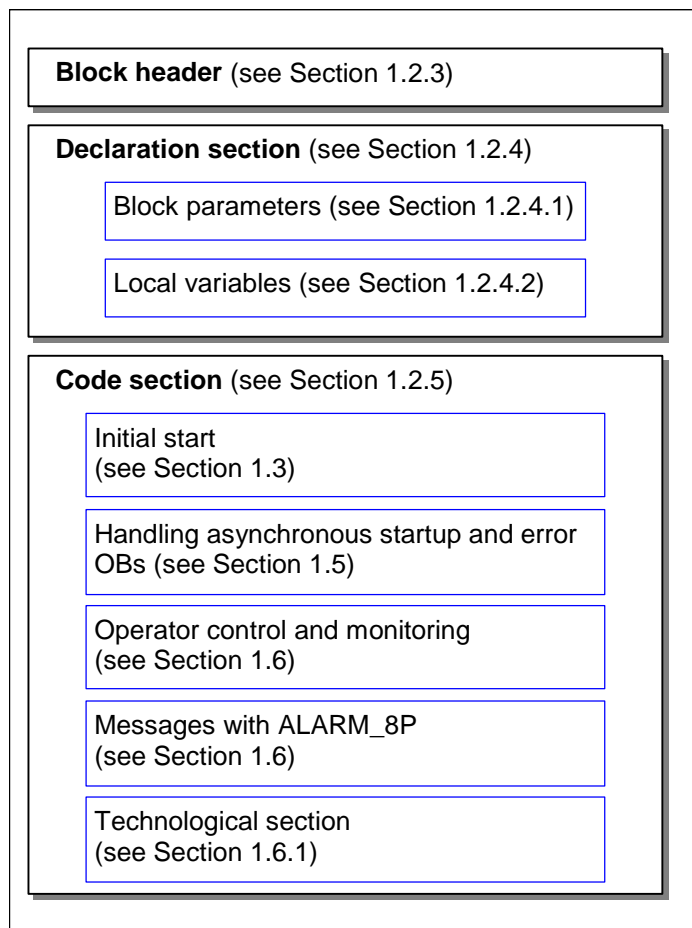 Block header (see Section 1.2.3)
Declaration section (see Section 1.2.4)
Block parameters (see Section 1.2.4.1)
Local variables (see Section 1.2.4.2)
Code section (see Section 1.2.5)
Initial start
(see Section 1.3)
Handling asynchronous startup and error
OBs (see Section 1.5)
Operator control and monitoring
(see Section 1.6)
Messages with ALARM_8P
(see Section 1.6)
Technological section
(see Section 1.6.1)